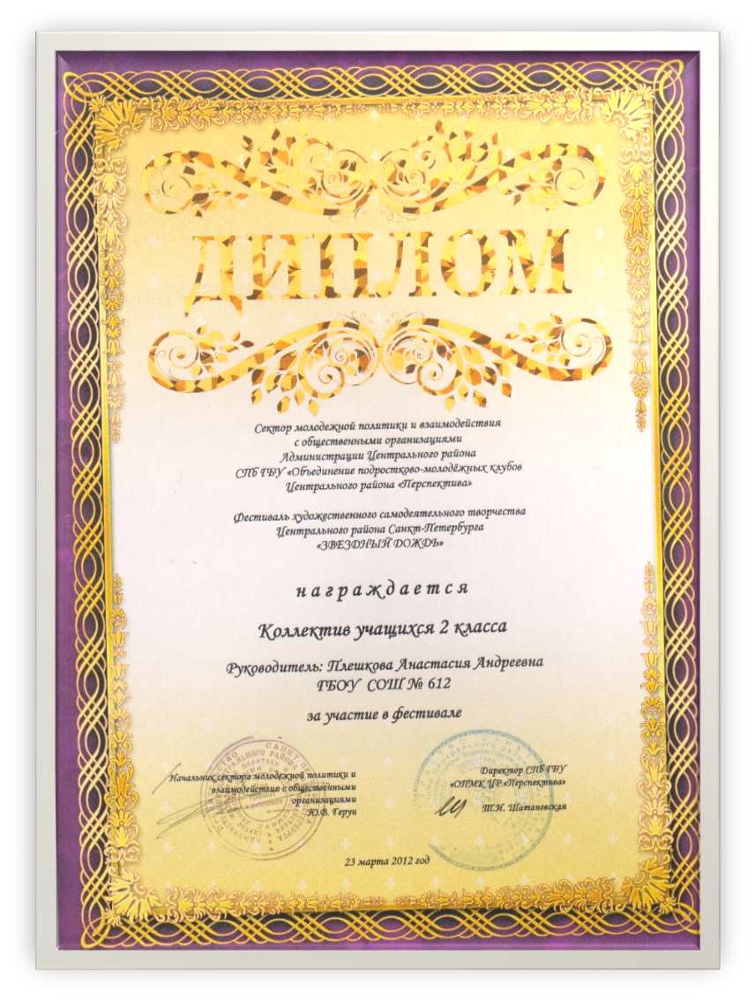 ДИПЛОМ
Сектор молодежной политики и взаимодействия
с общественными организациями
Администрации Центрального района
СПб ГБУ «Объединение подростково-молодёжных клубов
Центрального района «Перспектива»
Фестиваль художественного самодеятельного творчества
Центрального района Санкт-Петербурга
«ЗВЕЗДНЫЙ ДОЖДЬ»
награждается
Коллектив учащихся 2 класса
Руководитель: Плешкова Анастасия Андреевна
ГБОУ СОШ № 612
за участие в фестивале
Начальник сектора молодежной политики и
взаимодействия с общественными
организациями
Ю.В. Герун
Директор СПб ГБУ
«ОПМК ЦР «Перспектива»
Т.Н. Шатаневская
23 марта 2012 год